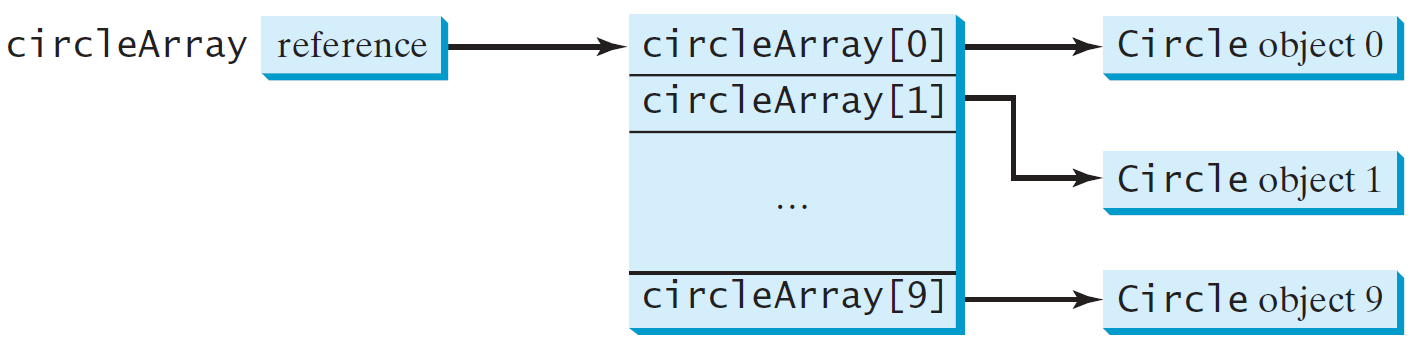 circleArray reference circleArray[0] Circle object 0
circleArray[1]
Circle object 1
...
circleArray[9] Circle object 9